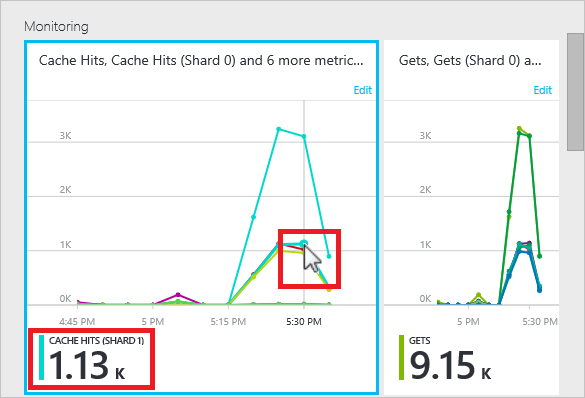 Monitoring
Cache Hits, Cache Hits (Shard 0) and 6 more metric...
Edit
3K
2K
1K
0K
4:45 PM 5 PM 5:15 PM 5:30 PM
CACHE HITS (SHARD 1)
1.13 K
Gets, Gets (Shard 0) a...
Edit
3K
2K
1K
0K
5 PM 5:30 PM
GETS
9.15 K